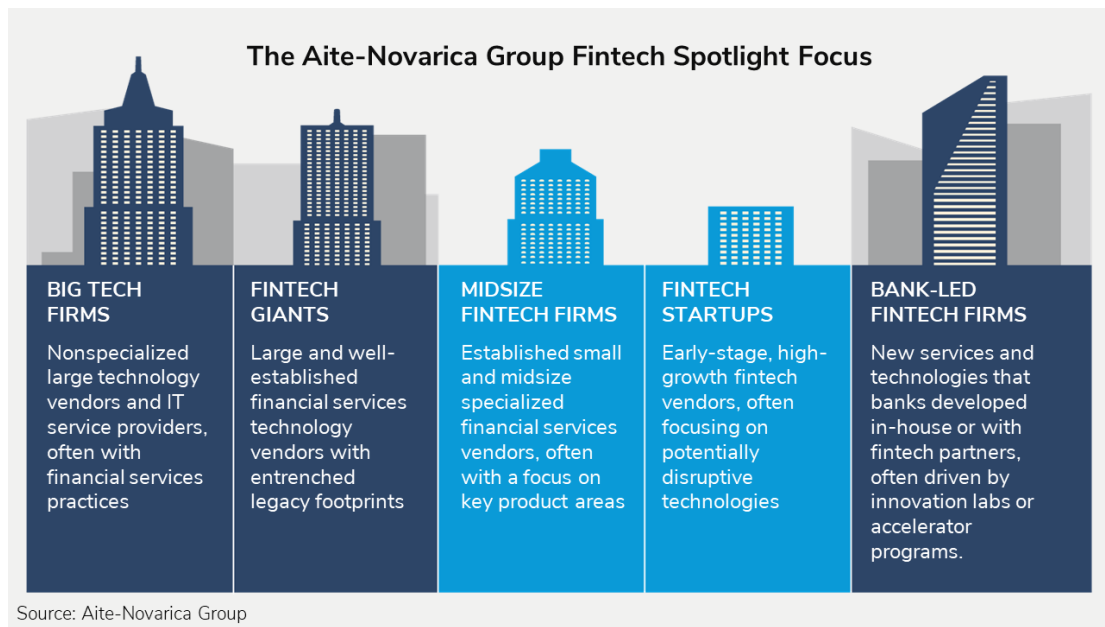 The Aite-Novarica Group Fintech Spotlight Focus
BIG TECH
FIRMS
Nonspecialized
large technology
vendors and IT
service providers,
often with
financial services
practices
FINTECH
GIANTS
Large and well-
established
financial services
technology
vendors with
entrenched
legacy footprints
MIDSIZE
FINTECH FIRMS
Established small
and midsize
specialized
financial services
vendors, often
with a focus on
key product areas
FINTECH
STARTUPS
Early-stage, high-
growth fintech
vendors, often
focusing on
potentially
disruptive
technologies
BANK-LED
FINTECH FIRMS
New services and
technologies that
banks developed
in-house or with
fintech partners,
often driven by
innovation labs or
accelerator
programs.
Source: Aite-Novarica Group